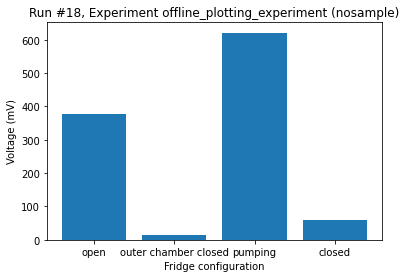 Run #18, Experiment offline_plotting_experiment (nosample)
600
500
400
300
200
100
0
Voltage (mV)
open outer chamber closed pumping closed
Fridge configuration